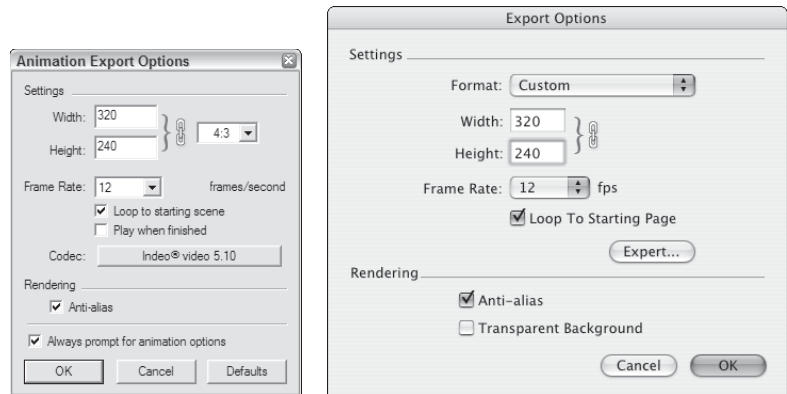 Animation Export Options
Settings
Width: 320
4:3
Height: 240
Frame Rate: 12 frames/second
Loop to starting scene
Play when finished
Codec: Indeo® video 5.10
Rendering
Anti-alias
Always prompt for animation options
OK Cancel Defaults
Export Options
Settings
Format: Custom
Width: 320
Height: 240
Frame Rate: 12 fps
Loop To Starting Page
Expert...
Rendering
Anti-alias
Transparent Background
Cancel OK